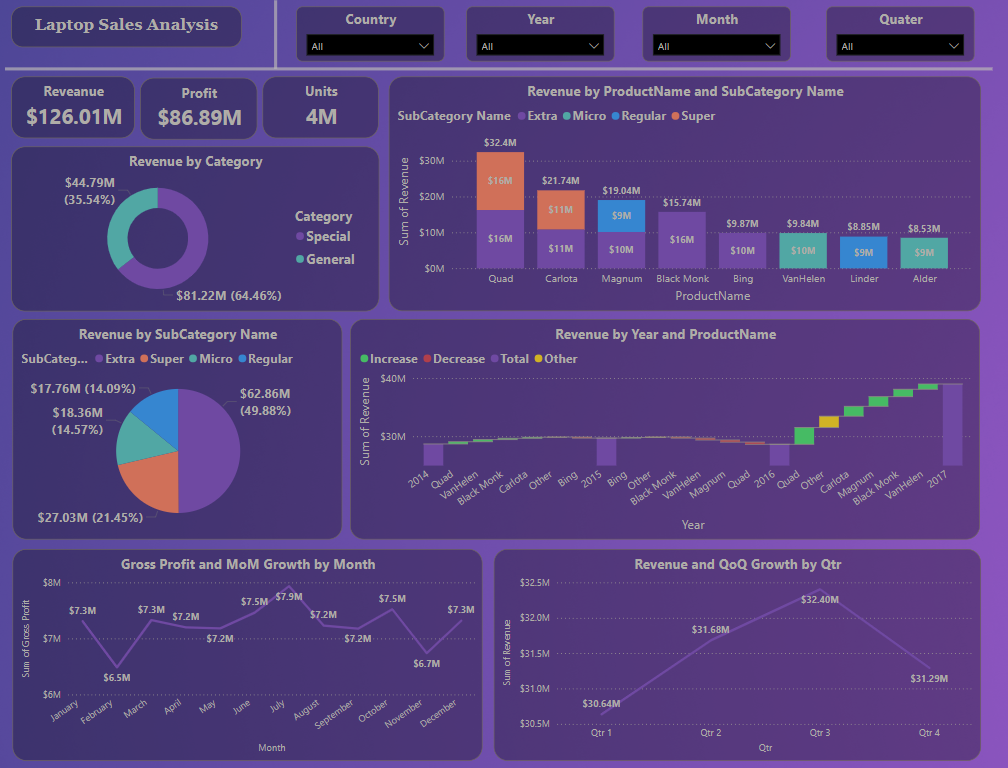 Laptop Sales Analysis
Country
All
Year
All
Month
All
Quater
All
Reveanue
$126.01M
Profit
$86.89M
Units
4M
Revenue by Category
$44.79M
(35.54%)
Category
Special
General
$81.22M (64.46%)
Revenue by ProductName and SubCategory Name
SubCategory Name Extra Micro Regular Super
Sum of Revenue
$30M
$20M
$10M
$0M
$32.4M
$16M
$16M
$21.74M
$11M
$11M
$19.04M
$9M
$10M
$15.74M
$16M
$9.87M
$10M
$9.84M
$10M
$8.85M
$9M
$8.53M
$9M
Quad Carlota Magnum Black Monk Bing VanHelen Linder Alder
ProductName
Revenue by SubCategory Name
SubCateg... Extra Super Micro Regular
$17.76M (14.09%)
$18.36M
(14.57%)
$62.86M
(49.88%)
$27.03M (21.45%)
Revenue by Year and ProductName
Increase Decrease Total Other
Sum of Revenue
$40M
$30M
2014 Quad VanHelen Black Monk Carlota Other Bing 2015 Bing Other Black Monk VanHelen Magnum Quad 2016 Quad Other Carlota Magnum Black Monk VanHelen 2017
Year
Gross Profit and MoM Growth by Month
Sum of Gross Profit
$8M
$7M
$6M
$7.3M
$6.5M
$7.3M
$7.2M
$7.2M
$7.5M
$7.9M
$7.2M
$7.2M
$7.5M
$6.7M
$7.3M
January February March April May June July August September October November December
Month
Revenue and QoQ Growth by Qtr
Sum of Revenue
$32.5M
$32.0M
$31.5M
$31.0M
$30.5M
$30.64M
$31.68M
$32.40M
$31.29M
Qtr 1 Qtr 2 Qtr 3 Qtr 4
Qtr